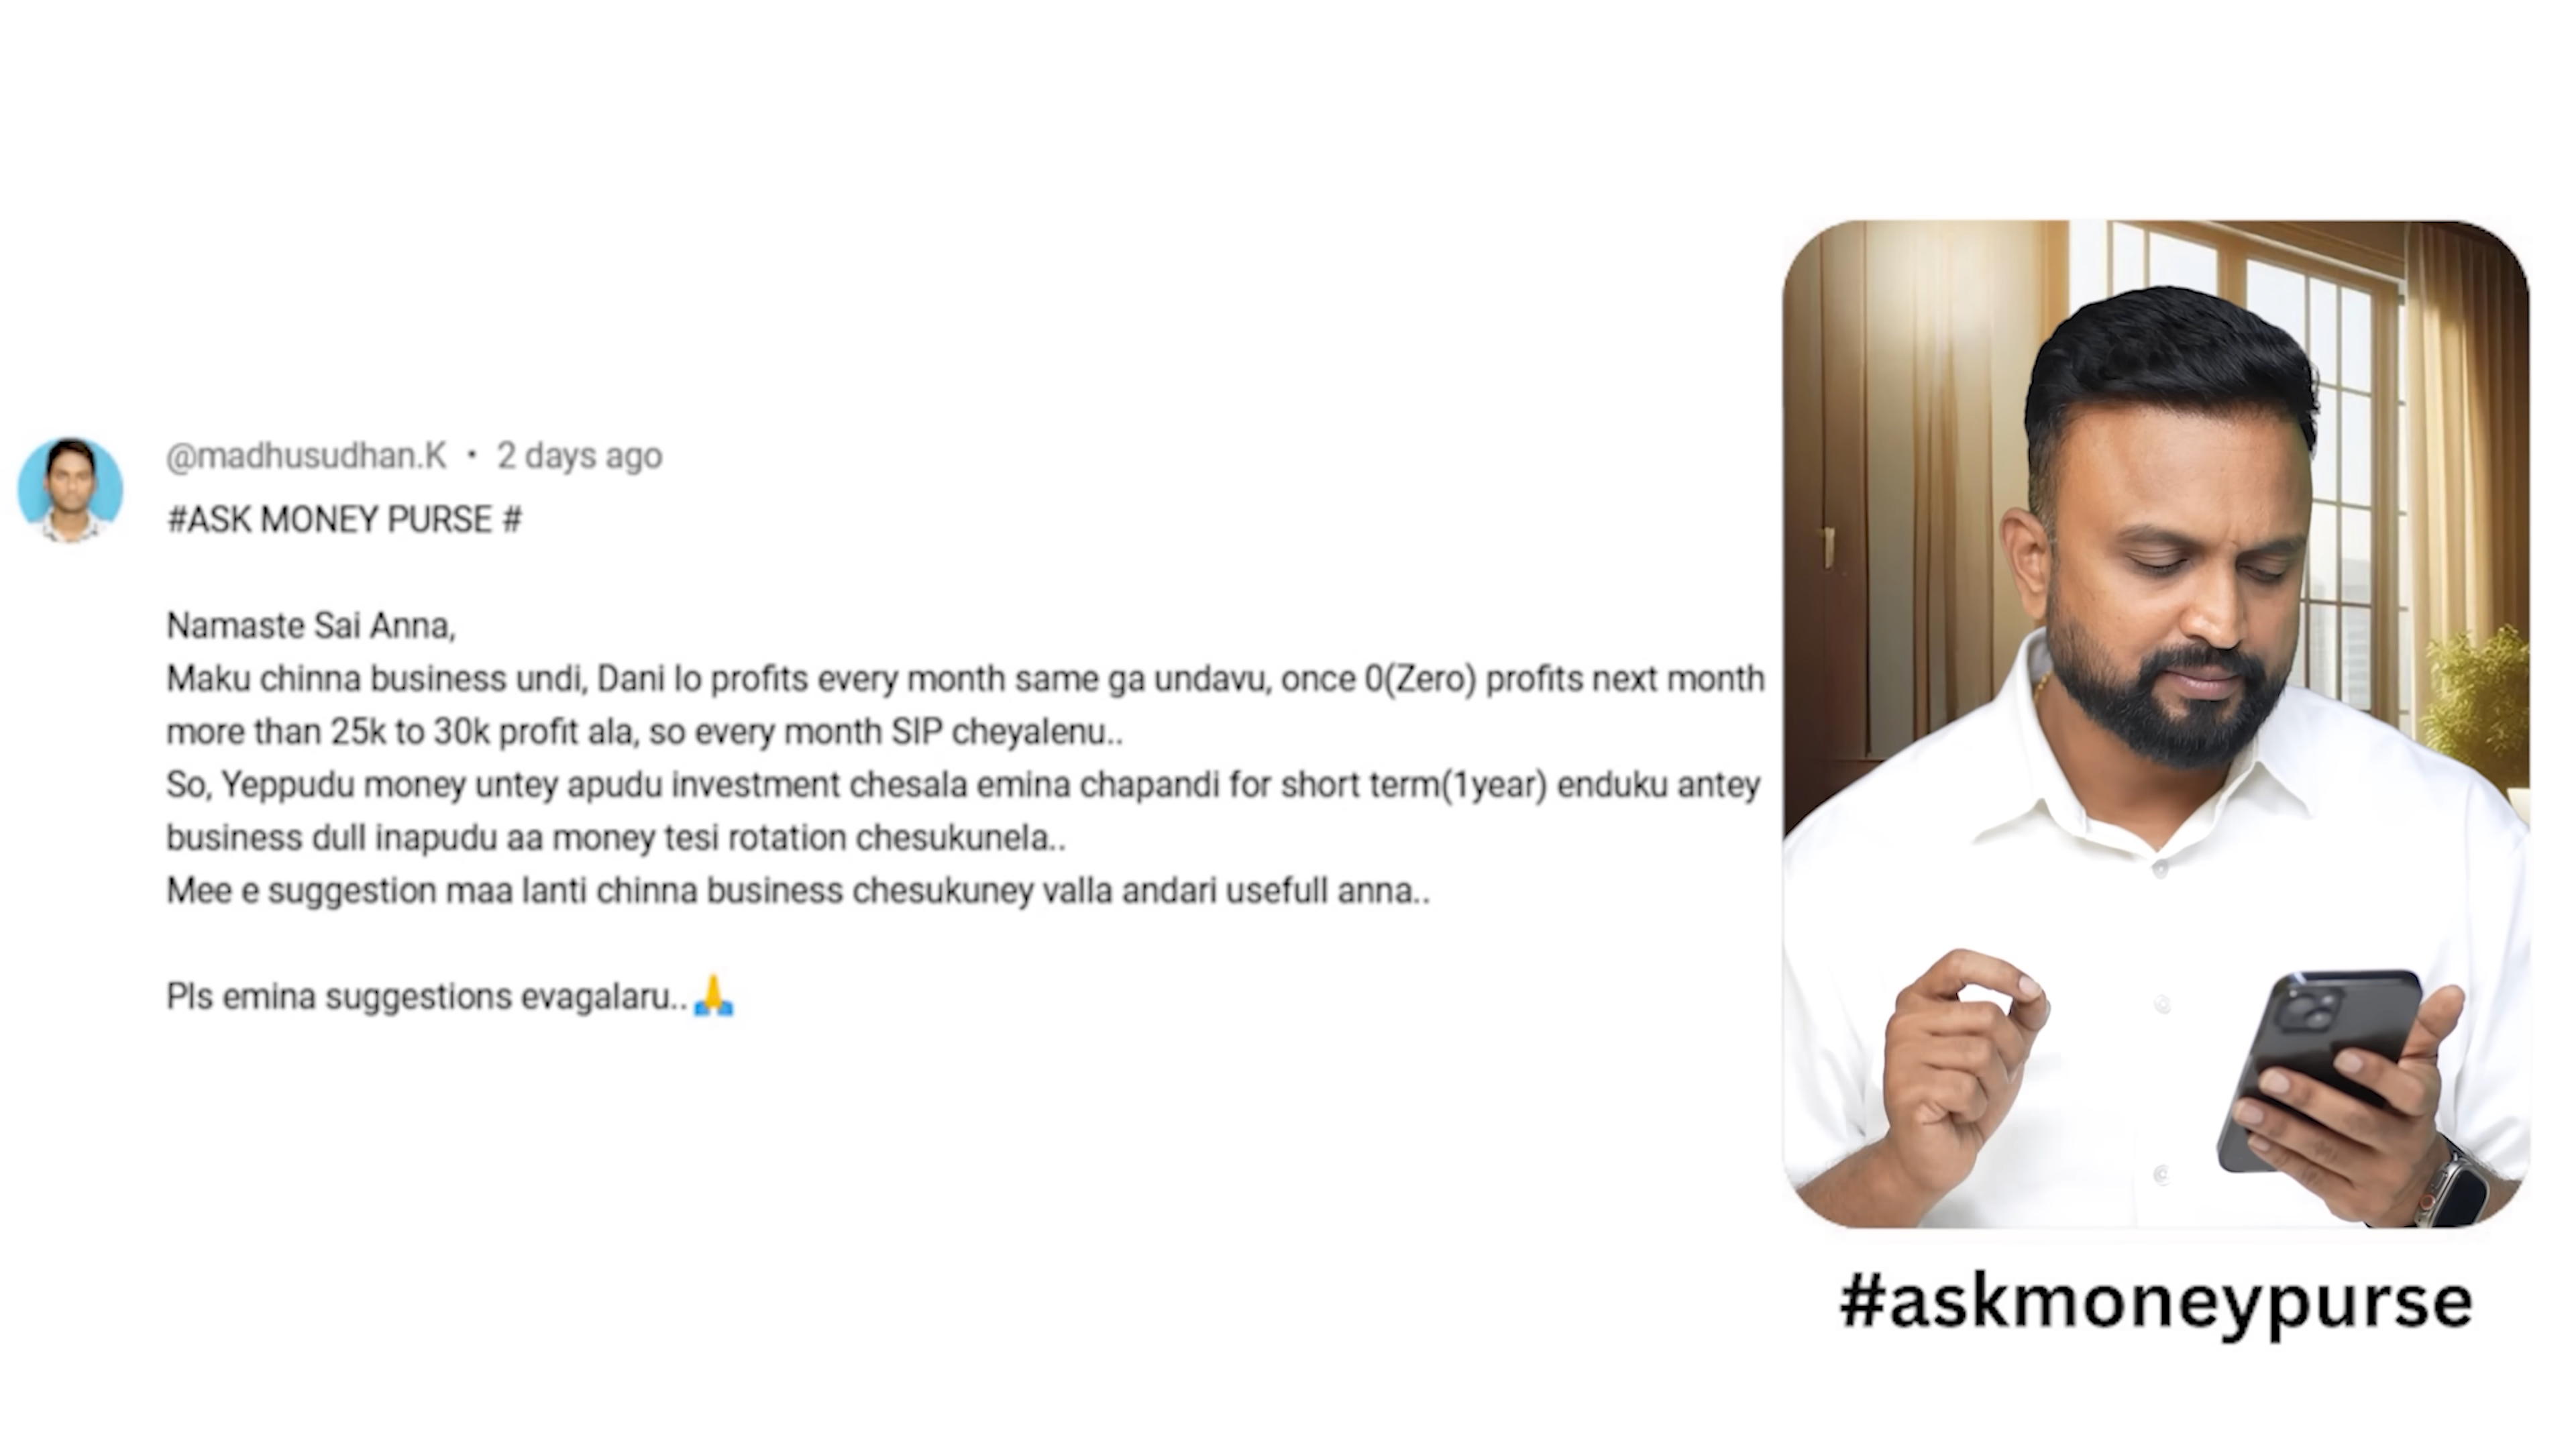 @madhusudhan.K • 2 days ago
#ASK MONEY PURSE #
Namaste Sai Anna,
Maku chinna business undi, Dani lo profits every month same ga undavu, once 0(Zero) profits next month
more than 25k to 30k profit ala, so every month SIP cheyalenu..
So, Yeppudu money untey apudu investment chesala emina chapandi for short term(1year) enduku antey
business dull inapudu aa money tesi rotation chesukunela..
Mee e suggestion maa lanti chinna business chesukuney valla andari usefull anna..
Pls emina suggestions evagalaru..🙏
#askmoneypurse